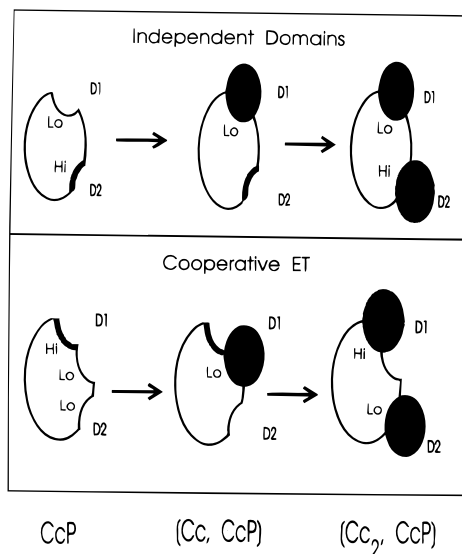 Independent Domains
D1
Lo
Hi
D2
D1
Lo
D2
D1
Lo
Hi
D2
Cooperative ET
D1
Hi
Lo
Lo
D2
D1
Lo
D2
D1
Hi
Lo
D2
CcP (Cc, CcP) (Cc2, CcP)